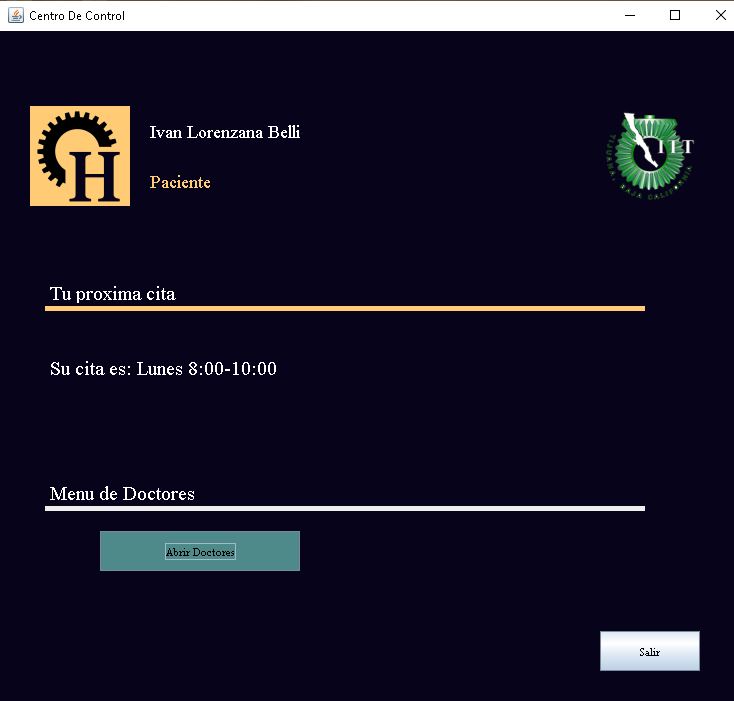 Centro De Control
H
Ivan Lorenzana Belli
Paciente
IIT
TIJUANA, BAJA CALIFORNIA
Tu proxima cita
Su cita es: Lunes 8:00-10:00
Menu de Doctores
Abrir Doctores
Salir